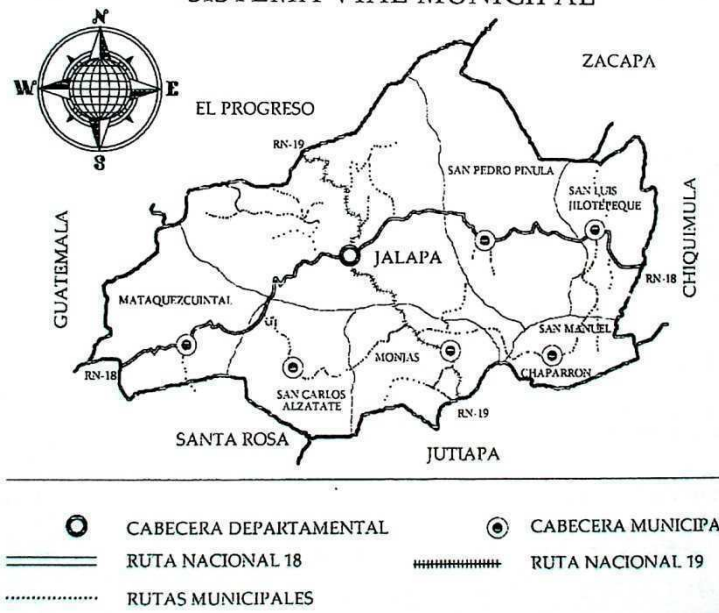 SISTEMA VIAL MUNICIPAL
N
W
E
S
ZACAPA
EL PROGRESO
RN-19
SAN PEDRO PINULA
SAN LUIS
JILOTEPEQUE
GUATEMALA
CHIQUIMULA
JALAPA
MATAQUEZCUINTAL
RN-18
SAN MANUEL
CHAPARRON
MONJAS
RN-18
SAN CARLOS
ALZATATE
RN-19
SANTA ROSA
JUTIAPA
CABECERA DEPARTAMENTAL
CABECERA MUNICIPA
RUTA NACIONAL 18
RUTA NACIONAL 19
RUTAS MUNICIPALES